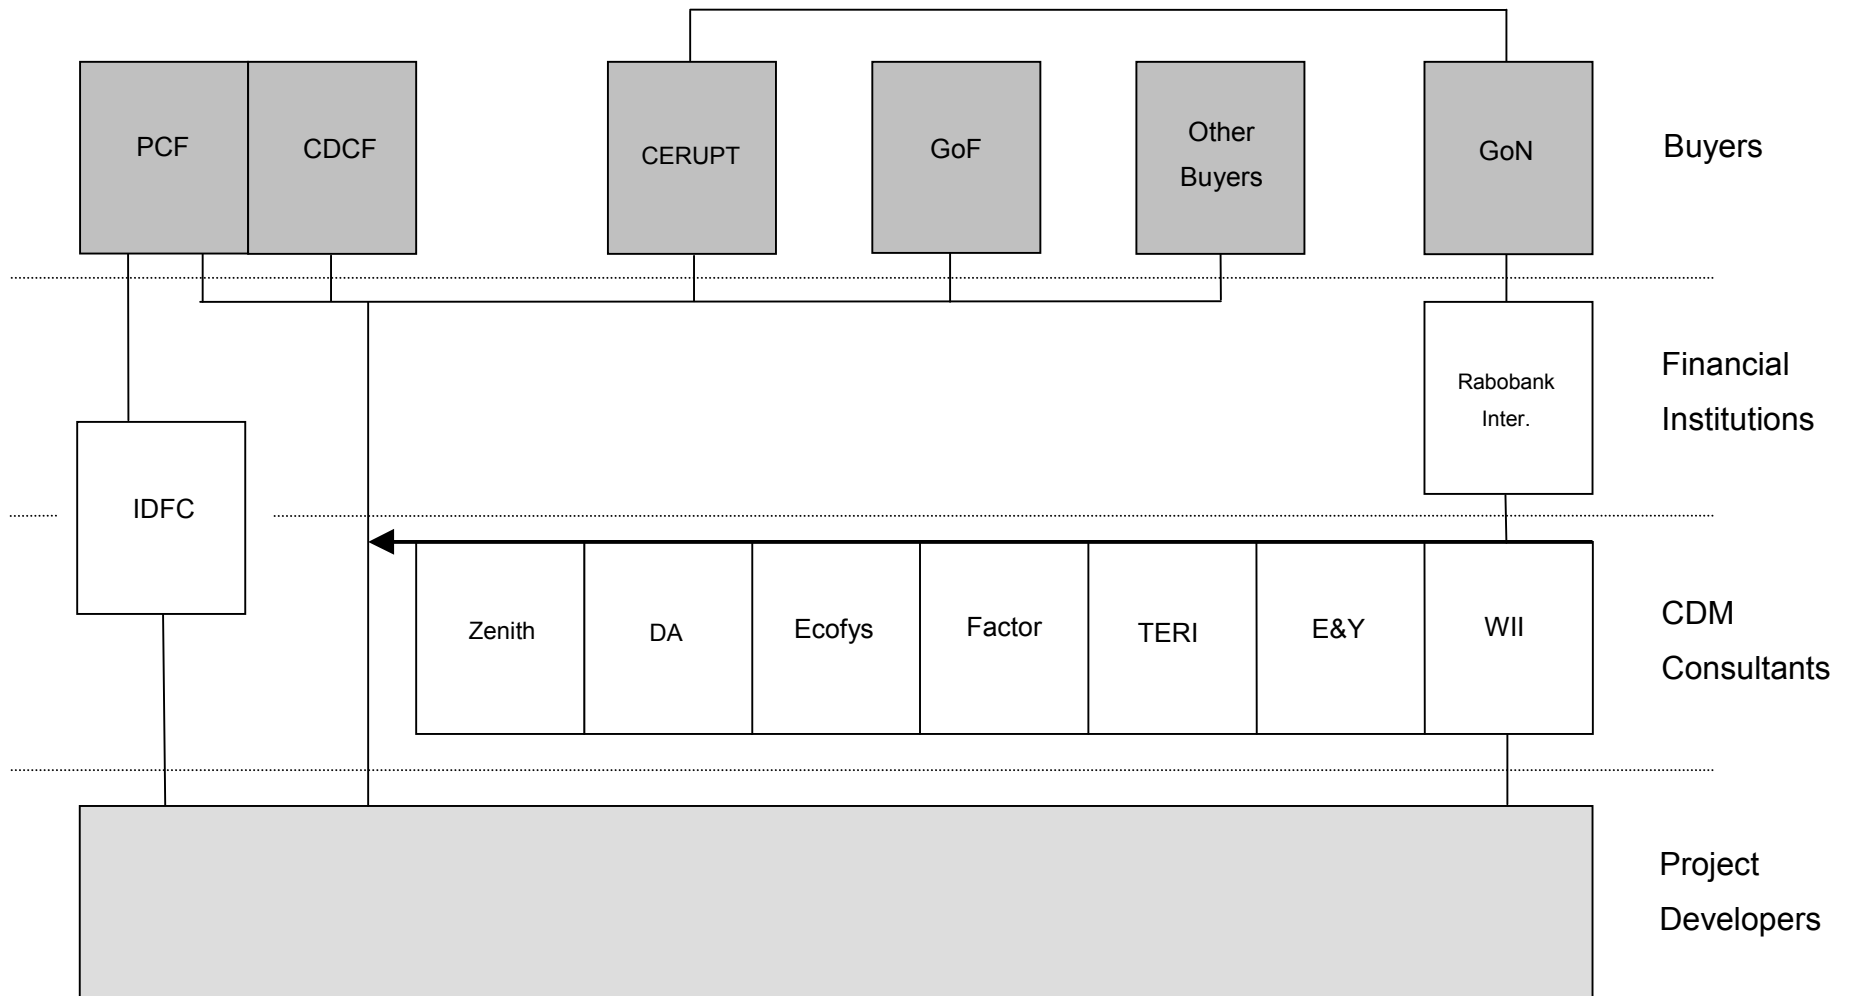 PCF
CDCF
CERUPT
GoF
Other
Buyers
GoN
Buyers
Rabobank
Inter.
Financial
Institutions
IDFC
Zenith
DA
Ecofys
Factor
TERI
E&Y
WII
CDM
Consultants
Project
Developers